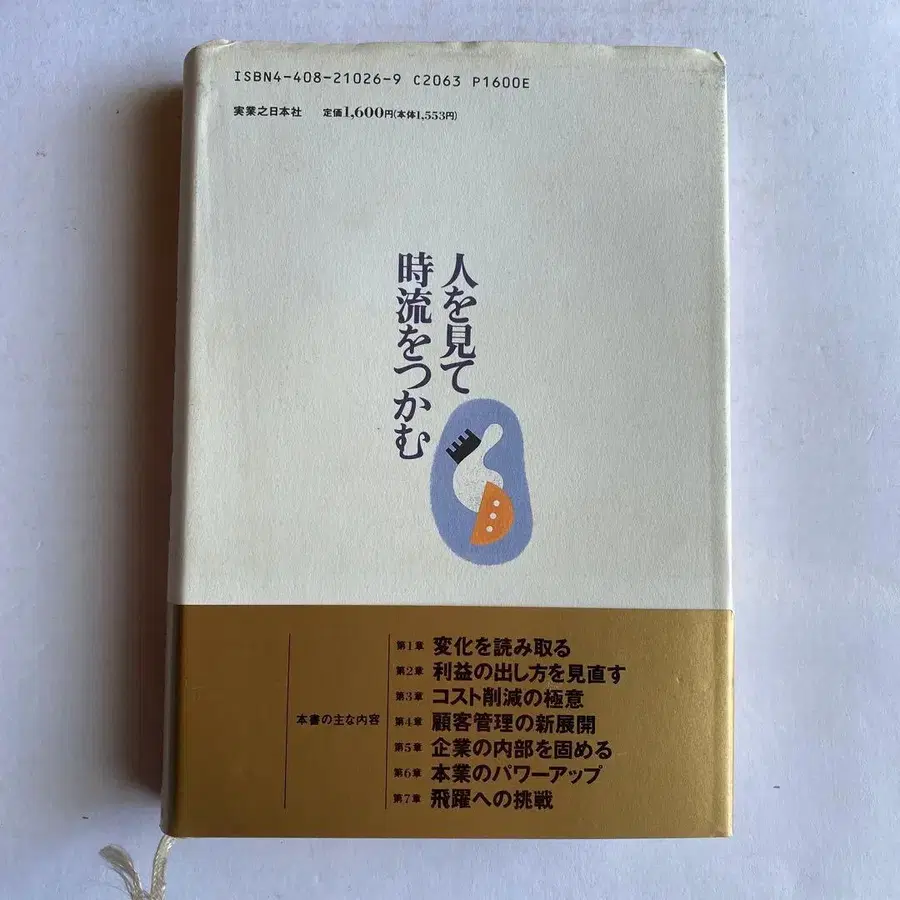 ISBN4-408-21026-9 C2063 P1600E
実業之日本社 定価1,600円(本体1,553円)
人を見て
時流をつかむ
本書の主な内容
第1章 変化を読み取る
第2章 利益の出し方を見直す
第3章 コスト削減の極意
第4章 顧客管理の新展開
第5章 企業の内部を固める
第6章 本業のパワーアップ
第7章 飛躍への挑戦